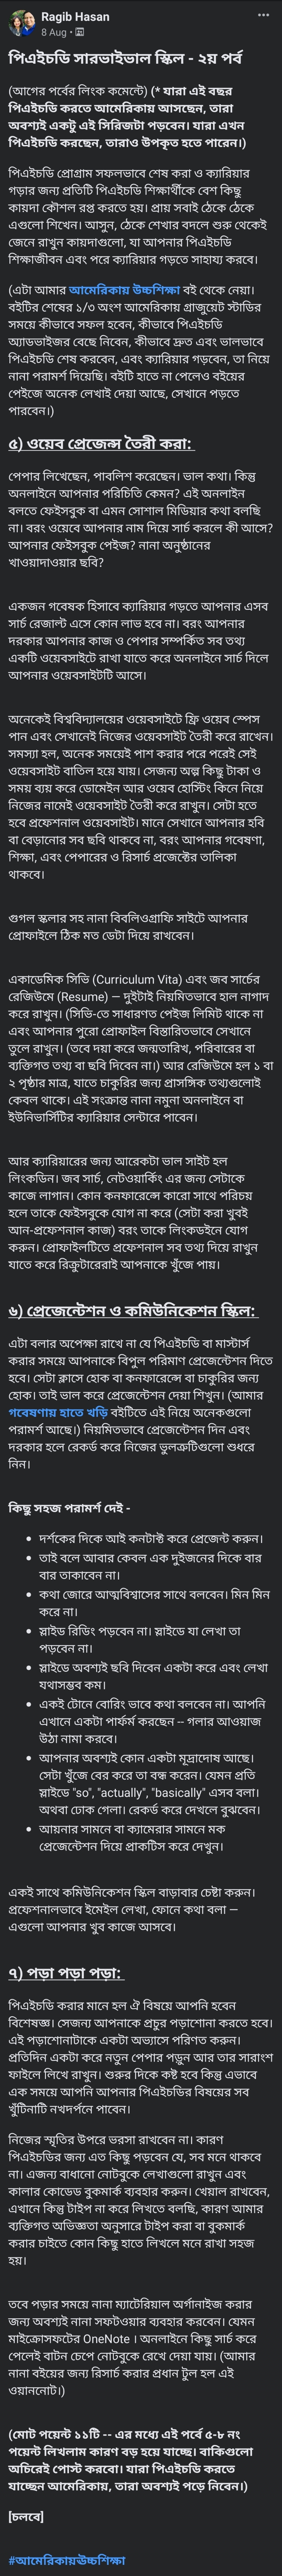 Ragib Hasan
8 Aug
পিএইচডি সারভাইভাল স্কিল - ২য় পর্ব
(আগের পর্বের লিংক কমেন্টে) (* যারা এই বছর
পিএইচডি করতে আমেরিকায় আসছেন, তারা
অবশ্যই একটু এই সিরিজটা পড়বেন। যারা এখন
পিএইচডি করছেন, তারাও উপকৃত হতে পারেন।)
পিএইচডি প্রোগ্রাম সফলভাবে শেষ করা ও ক্যারিয়ার
গড়ার জন্য প্রতিটি পিএইচডি শিক্ষার্থীকে বেশ কিছু
কায়দা কৌশল রপ্ত করতে হয়। প্রায় সবাই ঠেকে ঠেকে
এগুলো শিখেন। আসুন, ঠেকে শেখার বদলে শুরু থেকেই
জেনে রাখুন কায়দাগুলো, যা আপনার পিএইচডি
শিক্ষাজীবন এবং পরে ক্যারিয়ার গড়তে সাহায্য করবে।
(এটা আমার আমেরিকায় উচ্চশিক্ষা বই থেকে নেয়া।
বইটির শেষের ১/৩ অংশ আমেরিকায় গ্রাজুয়েট স্টাডির
সময়ে কীভাবে সফল হবেন, কীভাবে পিএইচডি
অ্যাডভাইজর বেছে নিবেন, কীভাবে দ্রুত এবং ভালভাবে
পিএইচডি শেষ করবেন, এবং ক্যারিয়ার গড়বেন, তা নিয়ে
নানা পরামর্শ দিয়েছি। বইটি হাতে না পেলেও বইয়ের
পেইজে অনেক লেখাই দেয়া আছে, সেখানে পড়তে
পারবেন।)
৫) ওয়েব প্রেজেন্স তৈরী করা:
পেপার লিখেছেন, পাবলিশ করেছেন। ভাল কথা। কিন্তু
অনলাইনে আপনার পরিচিতি কেমন? এই অনলাইন
বলতে ফেইসবুক বা এমন সোশাল মিডিয়ার কথা বলছি
না। বরং ওয়েবে আপনার নাম দিয়ে সার্চ করলে কী আসে?
আপনার ফেইসবুক পেইজ? নানা অনুষ্ঠানের
খাওয়াদাওয়ার ছবি?
একজন গবেষক হিসাবে ক্যারিয়ার গড়তে আপনার এসব
সার্চ রেজাল্ট এসে কোন লাভ হবে না। বরং আপনার
দরকার আপনার কাজ ও পেপার সম্পর্কিত সব তথ্য
একটি ওয়েবসাইটে রাখা যাতে করে অনলাইনে সার্চ দিলে
আপনার ওয়েবসাইটটি আসে।
অনেকেই বিশ্ববিদ্যালয়ের ওয়েবসাইটে ফ্রি ওয়েব স্পেস
পান এবং সেখানেই নিজের ওয়েবসাইট তৈরী করে রাখেন।
সমস্যা হল, অনেক সময়েই পাশ করার পরে পরেই সেই
ওয়েবসাইট বাতিল হয়ে যায়। সেজন্য অল্প কিছু টাকা ও
সময় ব্যয় করে ডোমেইন আর ওয়েব হোস্টিং কিনে নিয়ে
নিজের নামেই ওয়েবসাইট তৈরী করে রাখুন। সেটা হতে
হবে প্রফেশনাল ওয়েবসাইট। মানে সেখানে আপনার হবি
বা বেড়ানোর সব ছবি থাকবে না, বরং আপনার গবেষণা,
শিক্ষা, এবং পেপারের ও রিসার্চ প্রজেক্টের তালিকা
থাকবে।
গুগল স্কলার সহ নানা বিবলিওগ্রাফি সাইটে আপনার
প্রোফাইলে ঠিক মত ডেটা দিয়ে রাখবেন।
একাডেমিক সিভি (Curriculum Vita) এবং জব সার্চের
রেজিউমে (Resume) — দুইটাই নিয়মিতভাবে হাল নাগাদ
করে রাখুন। (সিভি-তে সাধারণত পেইজ লিমিট থাকে না
এবং আপনার পুরো প্রোফাইল বিস্তারিতভাবে সেখানে
তুলে রাখুন। (তবে দয়া করে জন্মতারিখ, পরিবারের বা
ব্যক্তিগত তথ্য বা ছবি দিবেন না।) আর রেজিউমে হল ১ বা
২ পৃষ্ঠার মাত্র, যাতে চাকুরির জন্য প্রাসঙ্গিক তথ্যগুলোই
কেবল থাকে। এই সংক্রান্ত নানা নমুনা অনলাইনে বা
ইউনিভার্সিটির ক্যারিয়ার সেন্টারে পাবেন।
আর ক্যারিয়ারের জন্য আরেকটা ভাল সাইট হল
লিংকডিন। জব সার্চ, নেটওয়ার্কিং এর জন্য সেটাকে
কাজে লাগান। কোন কনফারেন্সে কারো সাথে পরিচয়
হলে তাকে ফেইসবুকে যোগ না করে (সেটা করা খুবই
আন-প্রফেশনাল কাজ) বরং তাকে লিংকডইনে যোগ
করুন। প্রোফাইলটিতে প্রফেশনাল সব তথ্য দিয়ে রাখুন
যাতে করে রিক্রুটারেরাই আপনাকে খুঁজে পায়।
৬) প্রেজেন্টেশন ও কমিউনিকেশন স্কিল:
এটা বলার অপেক্ষা রাখে না যে পিএইচডি বা মাস্টার্স
করার সময়ে আপনাকে বিপুল পরিমাণ প্রেজেন্টেশন দিতে
হবে। সেটা ক্লাসে হোক বা কনফারেন্সে বা চাকুরির জন্য
হোক। তাই ভাল করে প্রেজেন্টেশন দেয়া শিখুন। (আমার
গবেষণায় হাতে খড়ি বইটিতে এই নিয়ে অনেকগুলো
পরামর্শ আছে।) নিয়মিতভাবে প্রেজেন্টেশন দিন এবং
দরকার হলে রেকর্ড করে নিজের ভুলত্রুটিগুলো শুধরে
নিন।
কিছু সহজ পরামর্শ দেই -
• দর্শকের দিকে আই কনটাক্ট করে প্রেজেন্ট করুন।
• তাই বলে আবার কেবল এক দুইজনের দিকে বার
বার তাকাবেন না।
• কথা জোরে আত্মবিশ্বাসের সাথে বলবেন। মিন মিন
করে না।
• স্লাইড রিডিং পড়বেন না। স্লাইডে যা লেখা তা
পড়বেন না।
• স্লাইডে অবশ্যই ছবি দিবেন একটা করে এবং লেখা
যথাসম্ভব কম।
• একই টোনে বোরিং ভাবে কথা বলবেন না। আপনি
এখানে একটা পার্ফর্ম করছেন -- গলার আওয়াজ
উঠা নামা করবে।
• আপনার অবশ্যই কোন একটা মূদ্রাদোষ আছে।
সেটা খুঁজে বের করে তা বন্ধ করেন। যেমন প্রতি
স্লাইডে "so", "actually", "basically" এসব বলা।
অথবা ঢোক গেলা। রেকর্ড করে দেখলে বুঝবেন।
• আয়নার সামনে বা ক্যামেরার সামনে মক
প্রেজেন্টেশন দিয়ে প্রাকটিস করে দেখুন।
একই সাথে কমিউনিকেশন স্কিল বাড়াবার চেষ্টা করুন।
প্রফেশনালভাবে ইমেইল লেখা, ফোনে কথা বলা —
এগুলো আপনার খুব কাজে আসবে।
৭) পড়া পড়া পড়া:
পিএইচডি করার মানে হল ঐ বিষয়ে আপনি হবেন
বিশেষজ্ঞ। সেজন্য আপনাকে প্রচুর পড়াশোনা করতে হবে।
এই পড়াশোনাটাকে একটা অভ্যাসে পরিণত করুন।
প্রতিদিন একটা করে নতুন পেপার পড়ুন আর তার সারাংশ
ফাইলে লিখে রাখুন। শুরুর দিকে কষ্ট হবে কিন্তু এভাবে
এক সময়ে আপনি আপনার পিএইচডির বিষয়ের সব
খুঁটিনাটি নখদর্পনে পাবেন।
নিজের স্মৃতির উপরে ভরসা রাখবেন না। কারণ
পিএইচডির জন্য এত কিছু পড়বেন যে, সব মনে থাকবে
না। এজন্য বাধানো নোটবুকে লেখাগুলো রাখুন এবং
কালার কোডেড বুকমার্ক ব্যবহার করুন। খেয়াল রাখবেন,
এখানে কিন্তু টাইপ না করে লিখতে বলছি, কারণ আমার
ব্যক্তিগত অভিজ্ঞতা অনুসারে টাইপ করা বা বুকমার্ক
করার চাইতে কোন কিছু হাতে লিখলে মনে রাখা সহজ
হয়।
তবে পড়ার সময়ে নানা ম্যাটেরিয়াল অর্গানাইজ করার
জন্য অবশ্যই নানা সফটওয়ার ব্যবহার করবেন। যেমন
মাইক্রোসফটের OneNote । অনলাইনে কিছু সার্চ করে
পেলেই বাটন চেপে নোটবুকে রেখে দেয়া যায়। (আমার
নানা বইয়ের জন্য রিসার্চ করার প্রধান টুল হল এই
ওয়াননোট।)
(মোট পয়েন্ট ১১টি -- এর মধ্যে এই পর্বে ৫-৮ নং
পয়েন্ট লিখলাম কারণ বড় হয়ে যাচ্ছে। বাকিগুলো
অচিরেই পোস্ট করবো। যারা পিএইচডি করতে
যাচ্ছেন আমেরিকায়, তারা অবশ্যই পড়ে নিবেন।)
[চলবে]
#আমেরিকায়উচ্চশিক্ষা